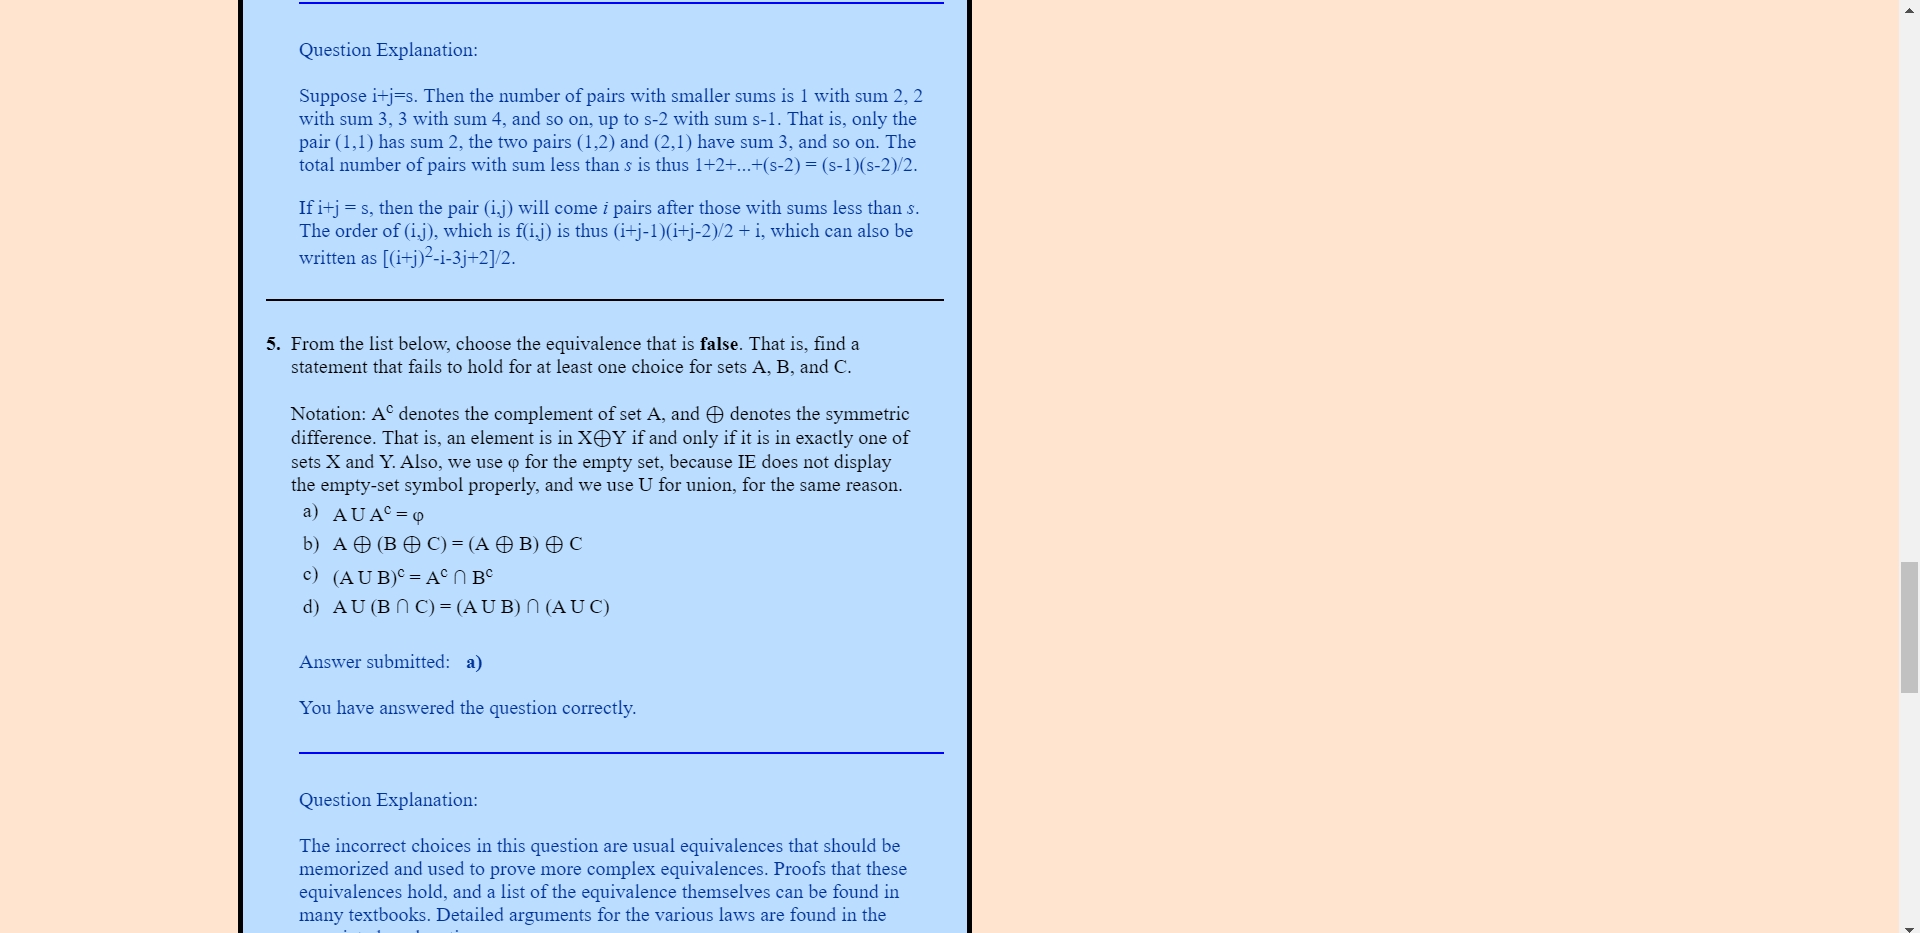 Question Explanation:
Suppose i+j=s. Then the number of pairs with smaller sums is 1 with sum 2, 2
with sum 3, 3 with sum 4, and so on, up to s-2 with sum s-1. That is, only the
pair (1,1) has sum 2, the two pairs (1,2) and (2,1) have sum 3, and so on. The
total number of pairs with sum less than s is thus 1+2+...+(s-2) = (s-1)(s-2)/2.
If i+j = s, then the pair (i,j) will come i pairs after those with sums less than s.
The order of (i,j), which is f(i,j) is thus (i+j-1)(i+j-2)/2 + i, which can also be
written as [(i+j)²-i-3j+2]/2.
5. From the list below, choose the equivalence that is false. That is, find a
statement that fails to hold for at least one choice for sets A, B, and C.
Notation: Aᶜ denotes the complement of set A, and ⊕ denotes the symmetric
difference. That is, an element is in X⊕Y if and only if it is in exactly one of
sets X and Y. Also, we use φ for the empty set, because IE does not display
the empty-set symbol properly, and we use U for union, for the same reason.
a) A U Aᶜ = φ
b) A ⊕ (B ⊕ C) = (A ⊕ B) ⊕ C
c) (A U B)ᶜ = Aᶜ ∩ Bᶜ
d) A U (B ∩ C) = (A U B) ∩ (A U C)
Answer submitted: a)
You have answered the question correctly.
Question Explanation:
The incorrect choices in this question are usual equivalences that should be
memorized and used to prove more complex equivalences. Proofs that these
equivalences hold, and a list of the equivalence themselves can be found in
many textbooks. Detailed arguments for the various laws are found in the